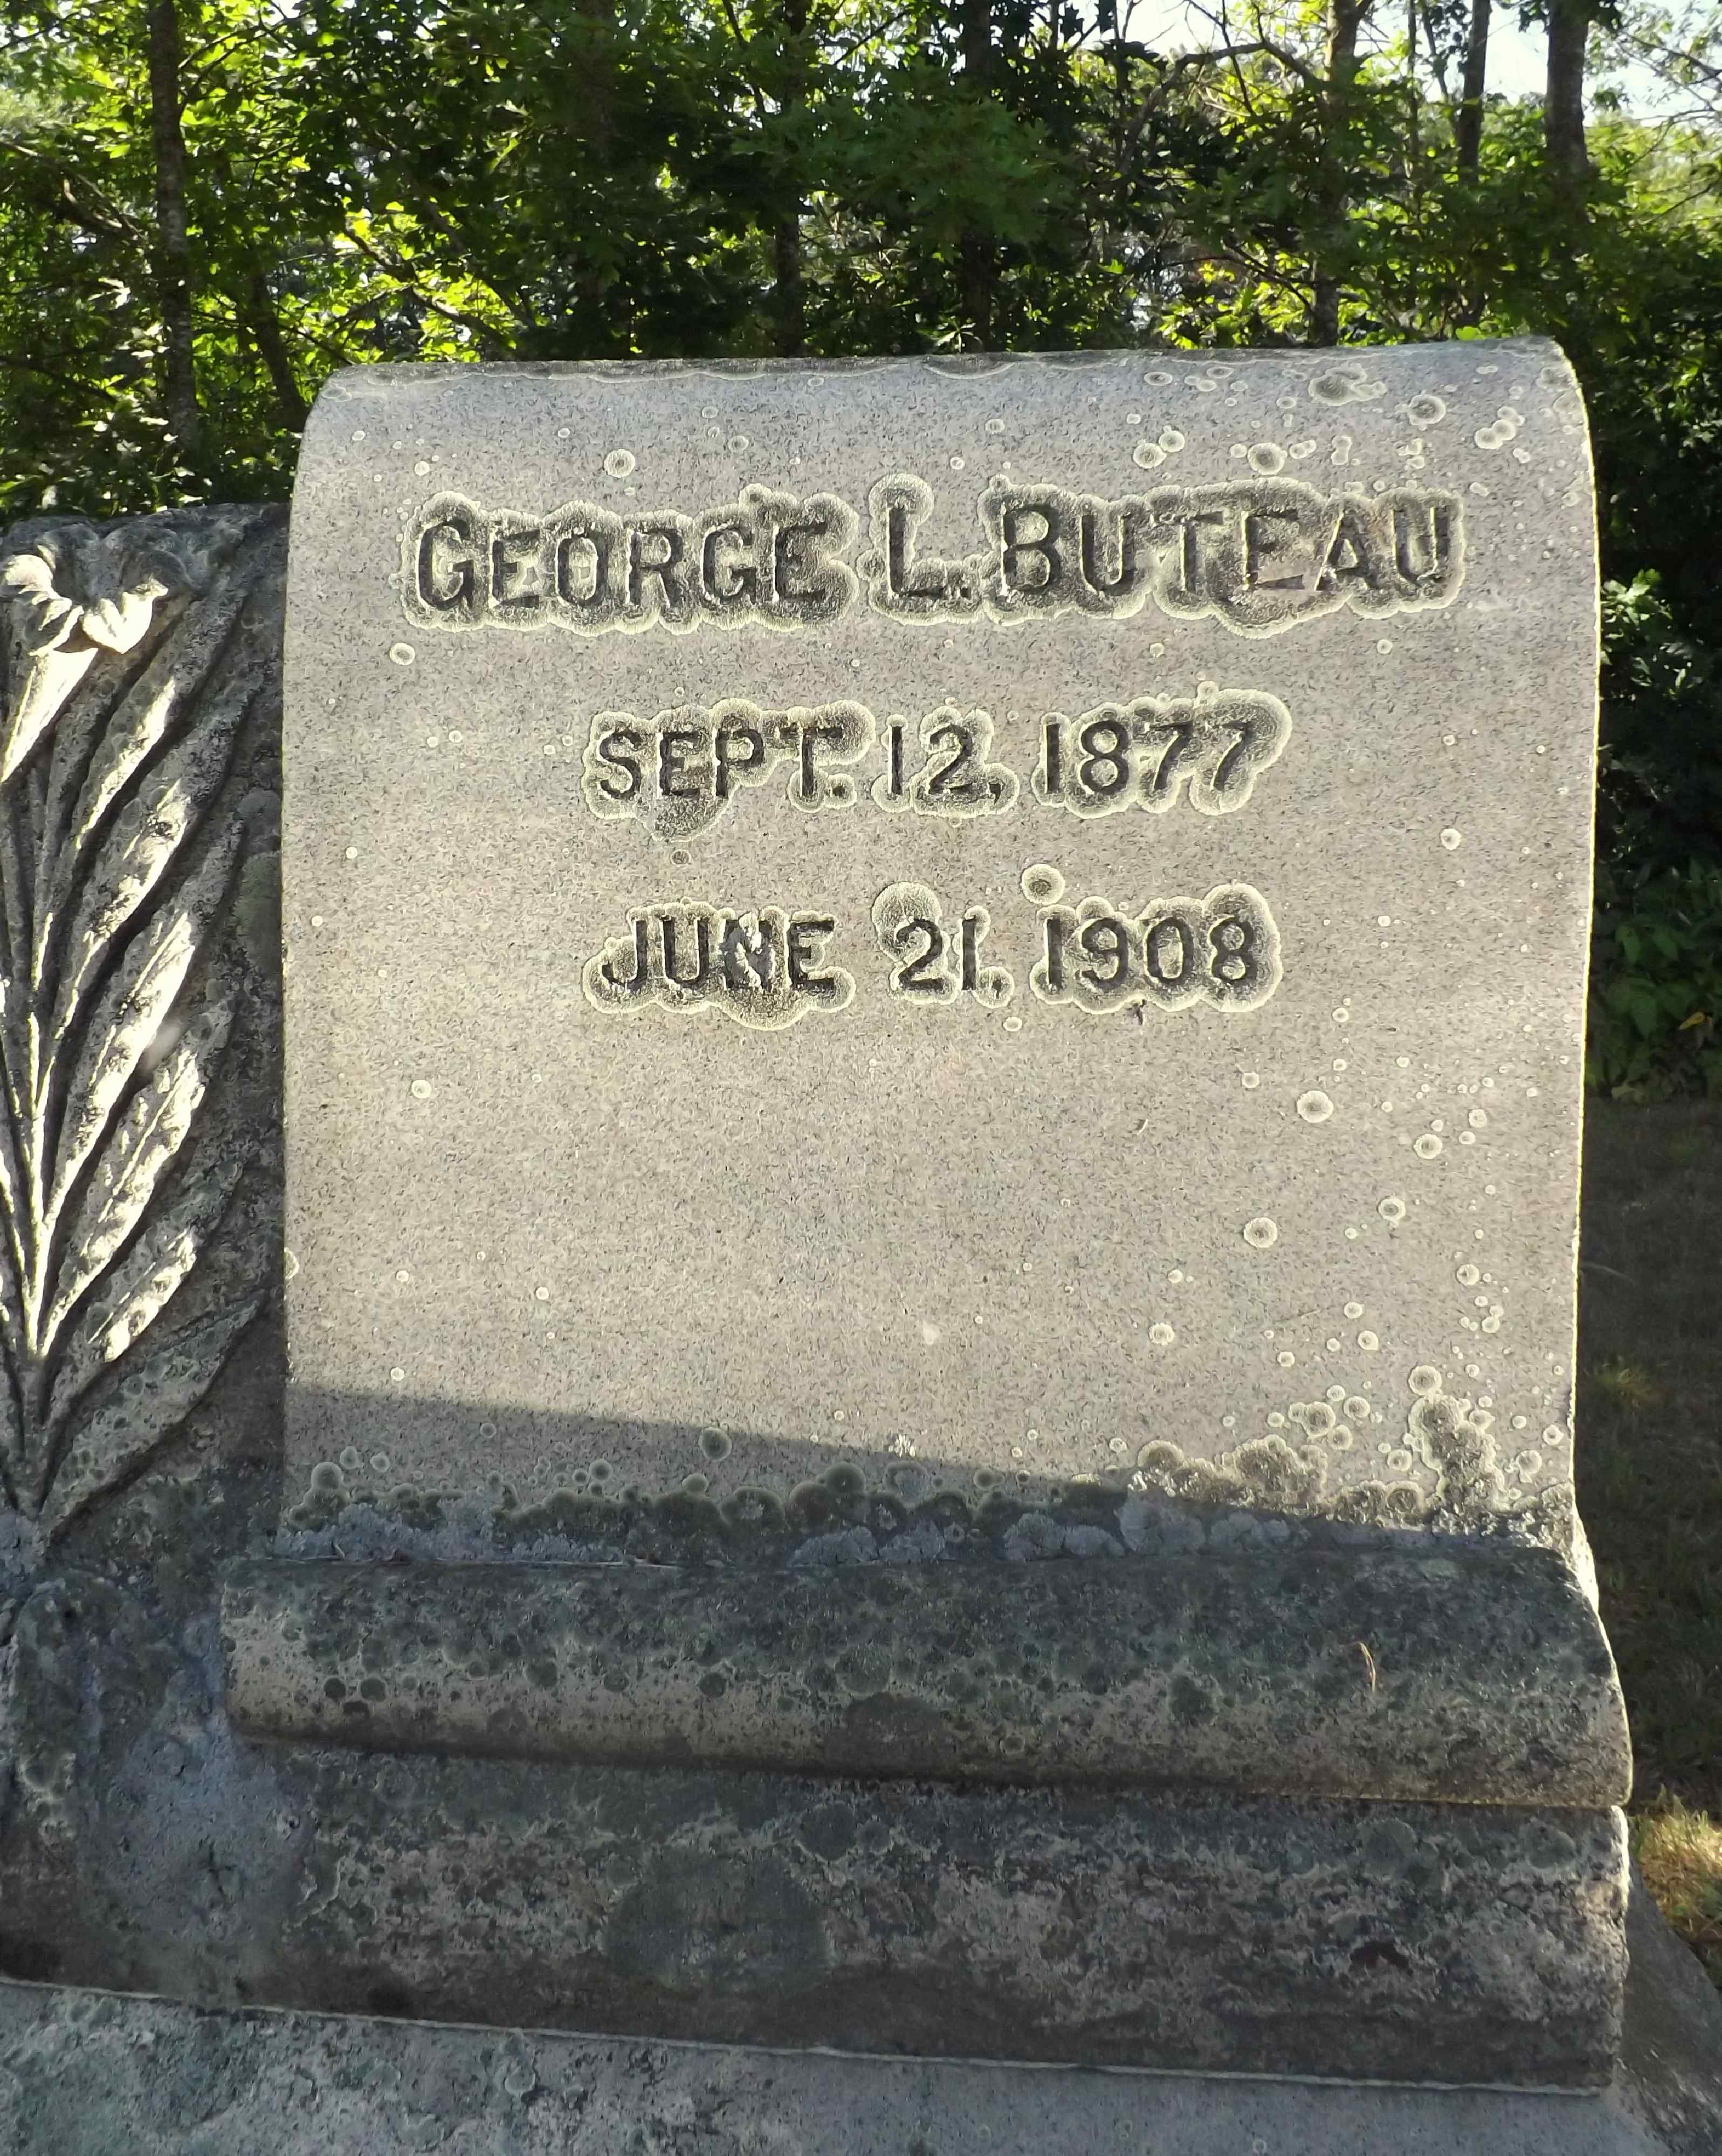 GEORGE L. BUTEAU
SEPT. 12, 1877
JUNE 21, 1908